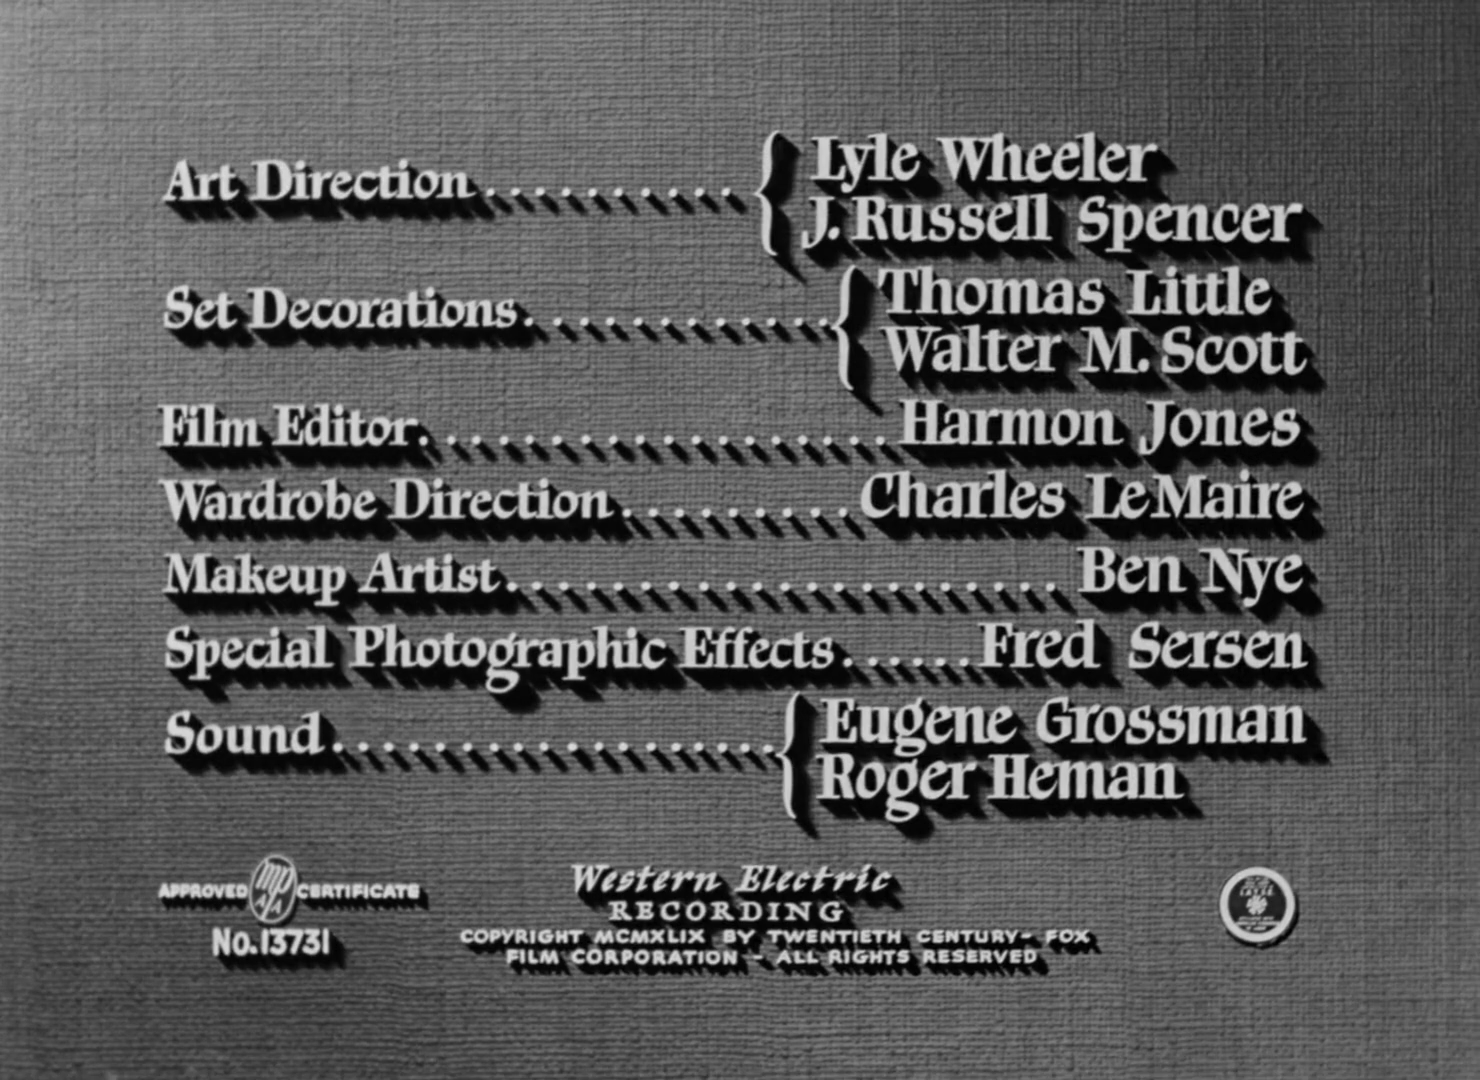 Art Direction.......... { Lyle Wheeler
J. Russell Spencer
Set Decorations............ { Thomas Little
Walter M. Scott
Film Editor.................. Harmon Jones
Wardrobe Direction......... Charles LeMaire
Makeup Artist..................... Ben Nye
Special Photographic Effects...... Fred Sersen
Sound.................. { Eugene Grossman
Roger Heman
APPROVED MPAA CERTIFICATE
No. 13731
Western Electric
RECORDING
COPYRIGHT MCMXLIX BY TWENTIETH CENTURY- FOX
FILM CORPORATION - ALL RIGHTS RESERVED